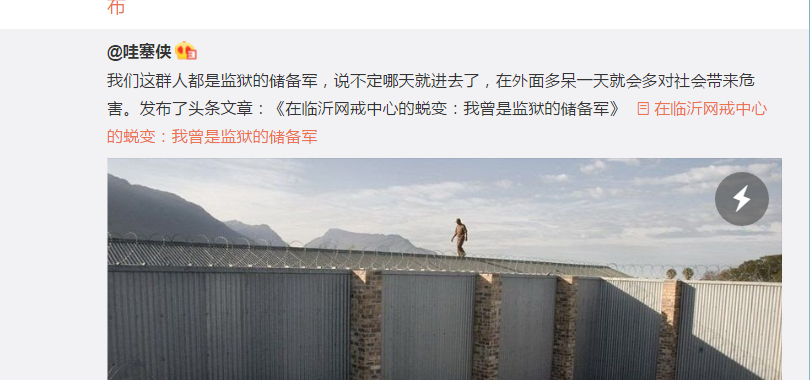 布
@哇塞侠
我们这群人都是监狱的储备军，说不定哪天就进去了，在外面多呆一天就会多对社会带来危
害。发布了头条文章：《在临沂网戒中心的蜕变：我曾是监狱的储备军》 在临沂网戒中心
的蜕变：我曾是监狱的储备军